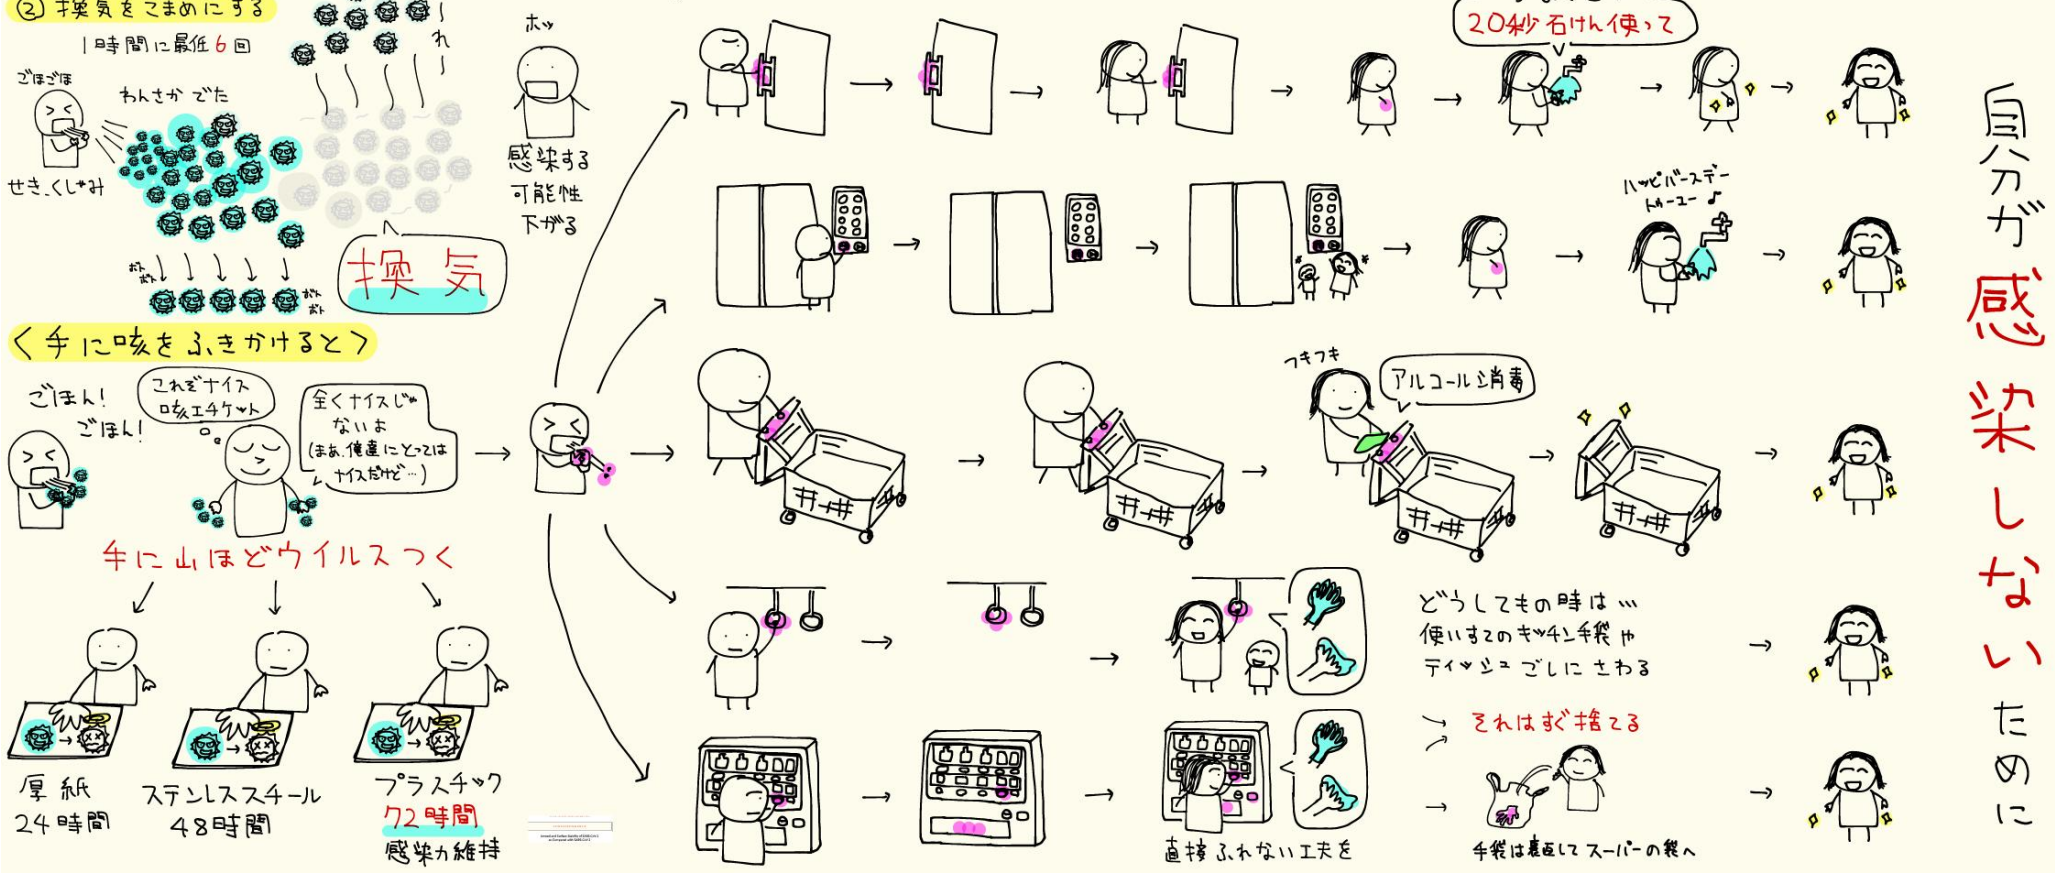 ② 換気をこまめにする
1時間に最低6回
ごほごほ
わんさか でた
せき、くしゃみ
れ
換気
ボト
ボト
ボト
ボト
ホッ
感染する
可能性
下がる
〈手に咳をふきかけると〉
ごほん!
ごほん!
これぞナイス
咳エチケット
全くナイスじゃ
ないよ
(まあ、俺達にとっては
ナイスだけど…)
手に山ほどウイルスつく
厚紙
24時間
ステンレススチール
48時間
プラスチック
72時間
感染力維持
20秒石けん使って
ハッピバースデー
トゥーユー♪
フキフキ
アルコール消毒
どうしてもの時は…
使いすてのキッチン手袋や
ティッシュごしにさわる
それはすぐ捨てる
直接ふれない工夫を
手袋は裏返してスーパーの袋へ
自分が感染しないために